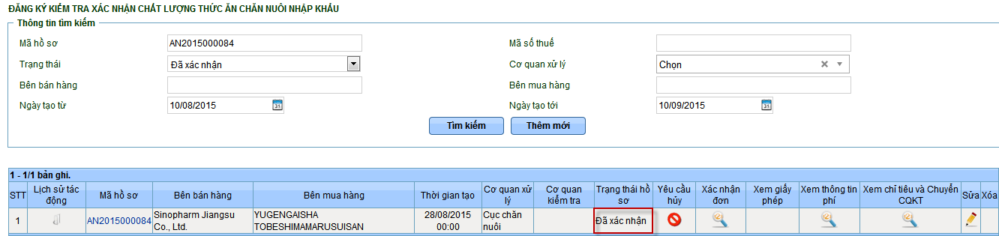 ĐĂNG KÝ KIỂM TRA XÁC NHẬN CHẤT LƯỢNG THỨC ĂN CHĂN NUÔI NHẬP KHẨU
Thông tin tìm kiếm
Mã hồ sơ AN2015000084 Mã số thuế
Trạng thái Đã xác nhận Cơ quan xử lý Chọn
Bên bán hàng Bên mua hàng
Ngày tạo từ 10/08/2015 31 Ngày tạo tới 10/09/2015 31
Tìm kiếm Thêm mới
1 - 1/1 bản ghi.
STT Lịch sử tác động Mã hồ sơ Bên bán hàng Bên mua hàng Thời gian tạo Cơ quan xử lý Cơ quan kiểm tra Trạng thái hồ sơ Yêu cầu hủy Xác nhận đơn Xem giấy phép Xem thông tin phí Xem chỉ tiêu và Chuyển CQKT Sửa Xóa
1 AN2015000084 Sinopharm Jiangsu Co., Ltd. YUGENGAISHA TOBESHIMAMARUSUISAN 28/08/2015 00:00 Cục chăn nuôi Đã xác nhận